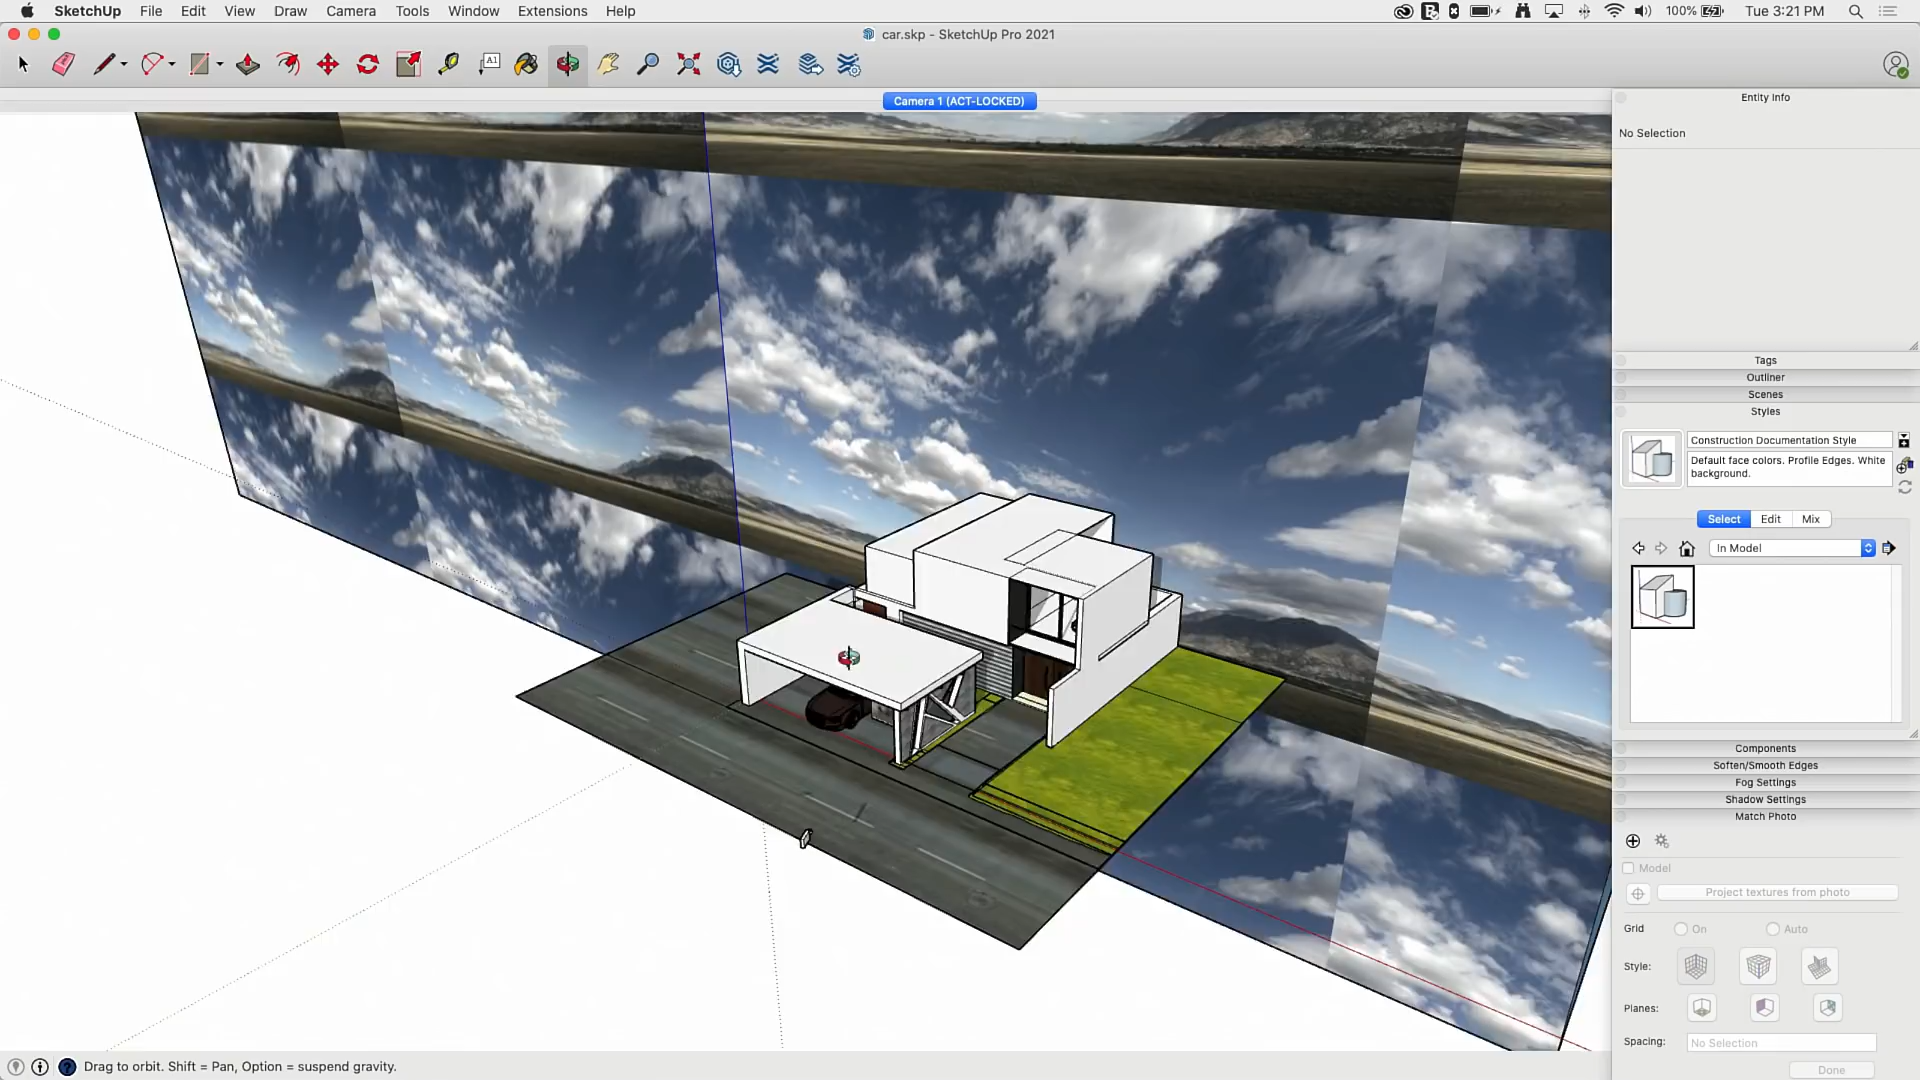 SketchUp File Edit View Draw Camera Tools Window Extensions Help 100% Tue 3:21 PM
car.skp - SketchUp Pro 2021
A1
Camera 1 (ACT-LOCKED)
Entity Info
No Selection
Tags
Outliner
Scenes
Styles
Construction Documentation Style
Default face colors. Profile Edges. White
background.
Select Edit Mix
In Model
Components
Soften/Smooth Edges
Fog Settings
Shadow Settings
Match Photo
Model
Project textures from photo
Grid On Auto
Style:
Planes:
Spacing: No Selection
Done
Drag to orbit. Shift = Pan, Option = suspend gravity.